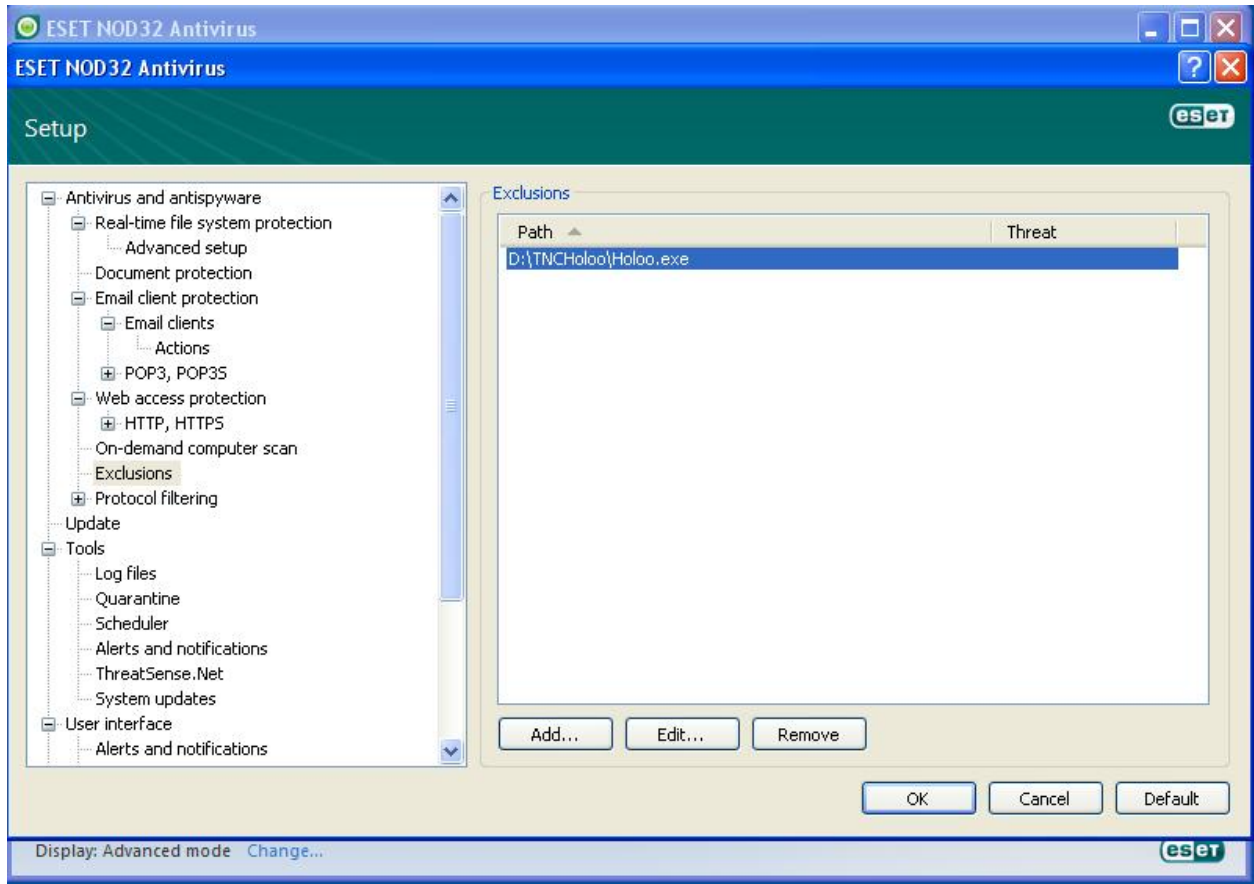 ESET NOD32 Antivirus
ESET NOD32 Antivirus
Setup
eset
Antivirus and antispyware
Real-time file system protection
Advanced setup
Document protection
Email client protection
Email clients
Actions
POP3, POP3S
Web access protection
HTTP, HTTPS
On-demand computer scan
Exclusions
Protocol filtering
Update
Tools
Log files
Quarantine
Scheduler
Alerts and notifications
ThreatSense.Net
System updates
User interface
Alerts and notifications
Exclusions
Path Threat
D:\TNCHoloo\Holoo.exe
Add... Edit... Remove
OK Cancel Default
Display: Advanced mode Change...
eset